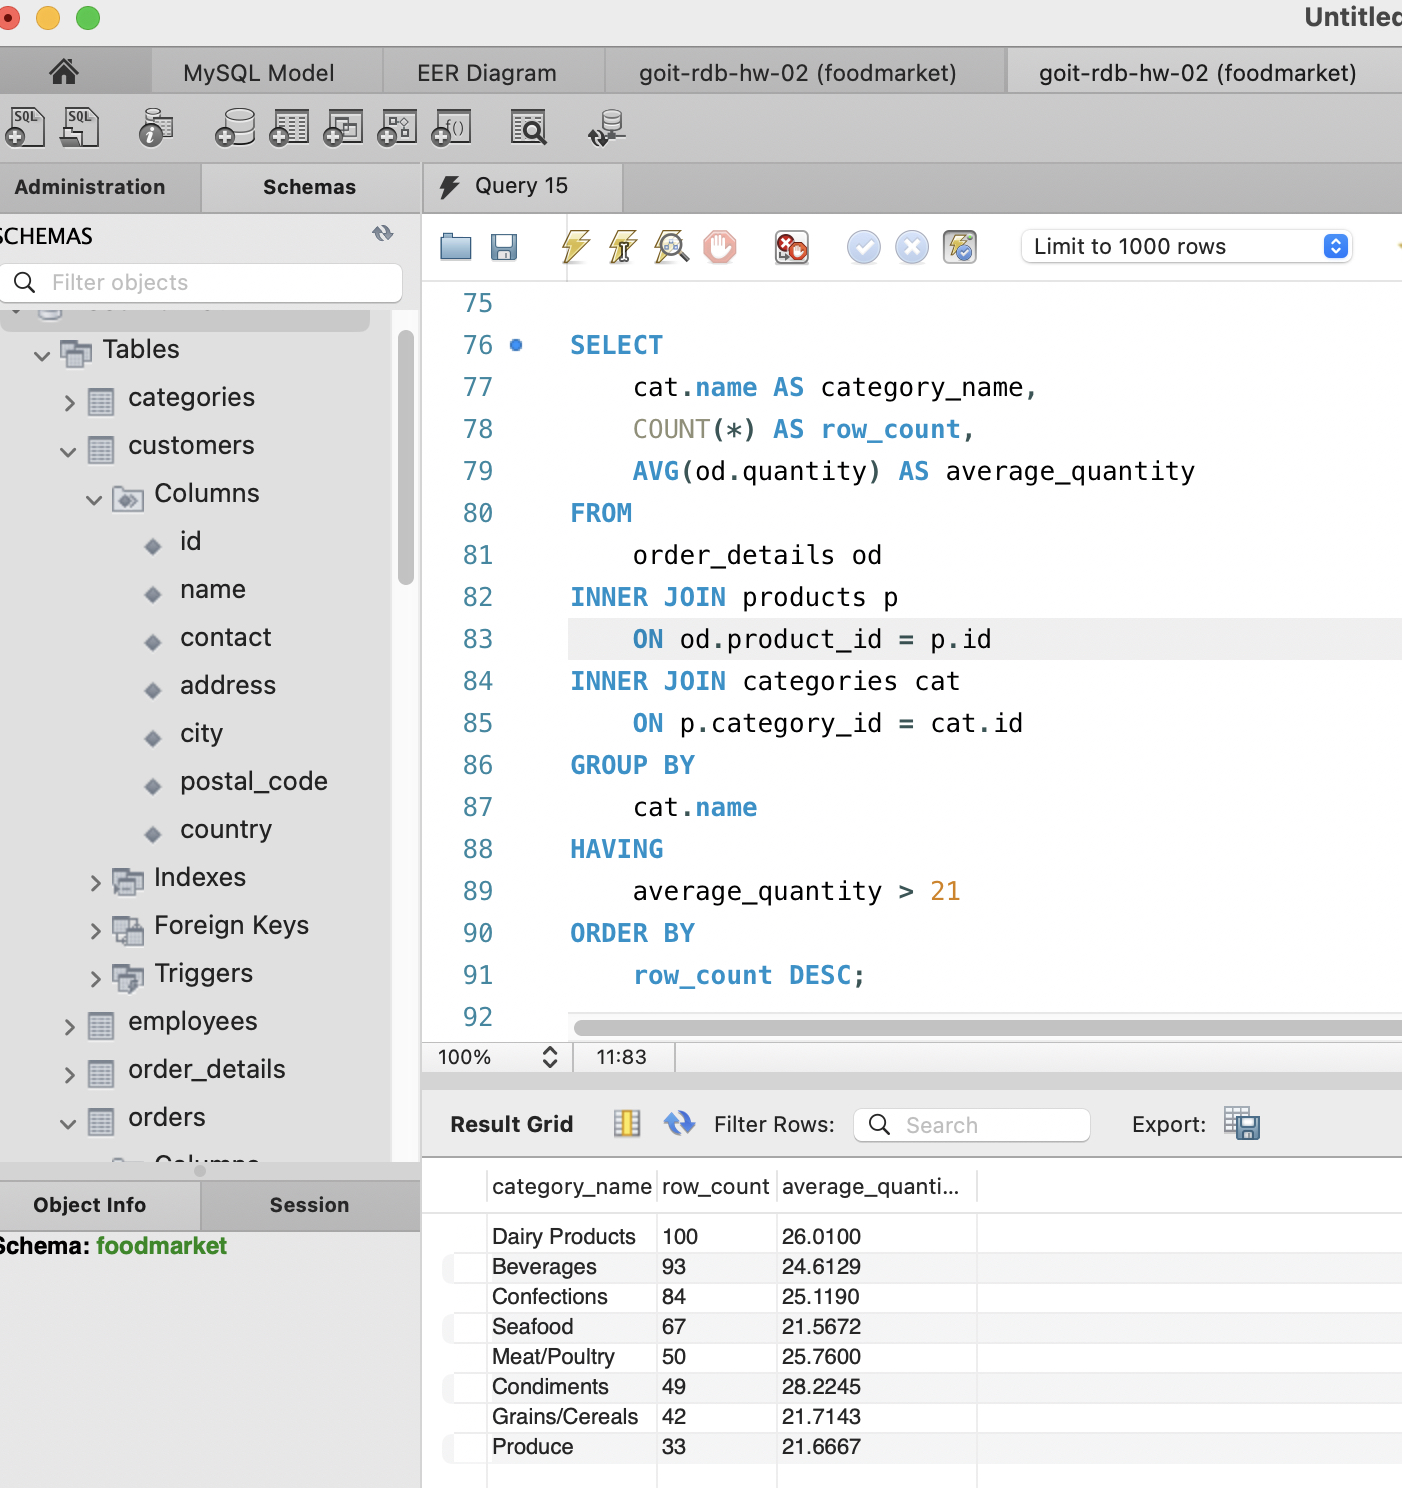 Untitled
MySQL Model
EER Diagram
goit-rdb-hw-02 (foodmarket)
goit-rdb-hw-02 (foodmarket)
SQL
SQL
Administration
Schemas
Query 15
SCHEMAS
Filter objects
Limit to 1000 rows
Tables
categories
customers
Columns
id
name
contact
address
city
postal_code
country
Indexes
Foreign Keys
Triggers
employees
order_details
orders
Columns
Object Info
Session
Schema: foodmarket
75
76 SELECT
77 cat.name AS category_name,
78 COUNT(*) AS row_count,
79 AVG(od.quantity) AS average_quantity
80 FROM
81 order_details od
82 INNER JOIN products p
83 ON od.product_id = p.id
84 INNER JOIN categories cat
85 ON p.category_id = cat.id
86 GROUP BY
87 cat.name
88 HAVING
89 average_quantity > 21
90 ORDER BY
91 row_count DESC;
92
100%
11:83
Result Grid
Filter Rows:
Search
Export:
category_name row_count average_quanti...
Dairy Products 100 26.0100
Beverages 93 24.6129
Confections 84 25.1190
Seafood 67 21.5672
Meat/Poultry 50 25.7600
Condiments 49 28.2245
Grains/Cereals 42 21.7143
Produce 33 21.6667